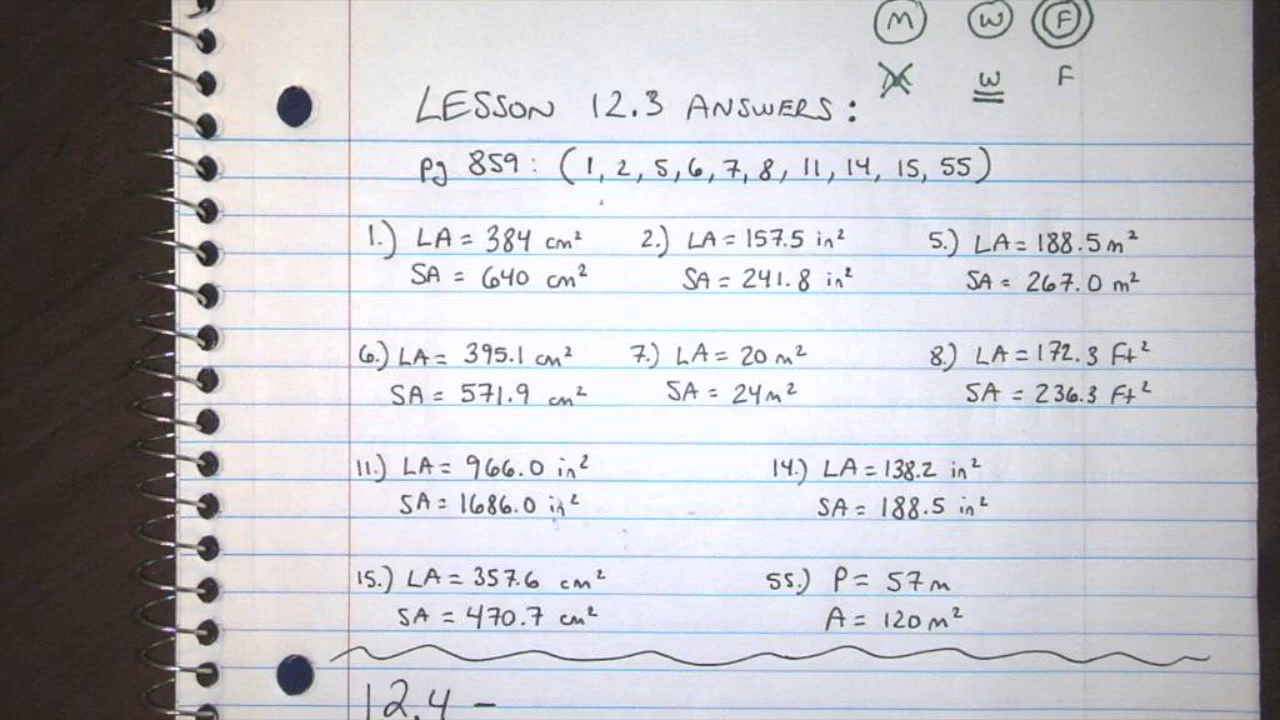 M W F
X W F
LESSON 12.3 ANSWERS:
pg 859: (1, 2, 5, 6, 7, 8, 11, 14, 15, 55)
1.) LA = 384 cm² 2.) LA = 157.5 in² 5.) LA = 188.5 m²
SA = 640 cm² SA = 241.8 in² SA = 267.0 m²
6.) LA = 395.1 cm² 7.) LA = 20 m² 8.) LA = 172.3 Ft²
SA = 571.9 cm² SA = 24 m² SA = 236.3 Ft²
11.) LA = 966.0 in² 14.) LA = 138.2 in²
SA = 1686.0 in² SA = 188.5 in²
15.) LA = 357.6 cm² 55.) P = 57 m
SA = 470.7 cm² A = 120 m²
12.4 -